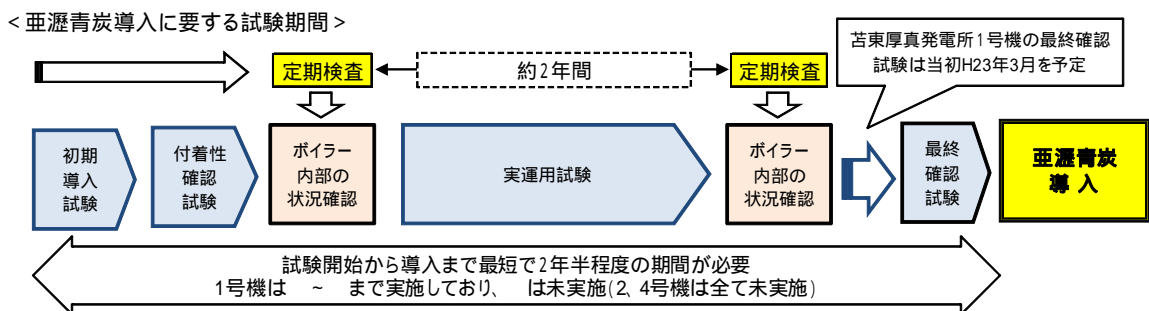 <亜瀝青炭導入に要する試験期間>
苫東厚真発電所1号機の最終確認
試験は当初H23年3月を予定
定期検査
約2年間
定期検査
初期
導入
試験
付着性
確認
試験
ボイラー
内部の
状況確認
実運用試験
ボイラー
内部の
状況確認
最終
確認
試験
亜瀝青炭
導 入
試験開始から導入まで最短で2年半程度の期間が必要
1号機は ~ まで実施しており、 は未実施(2、4号機は全て未実施)